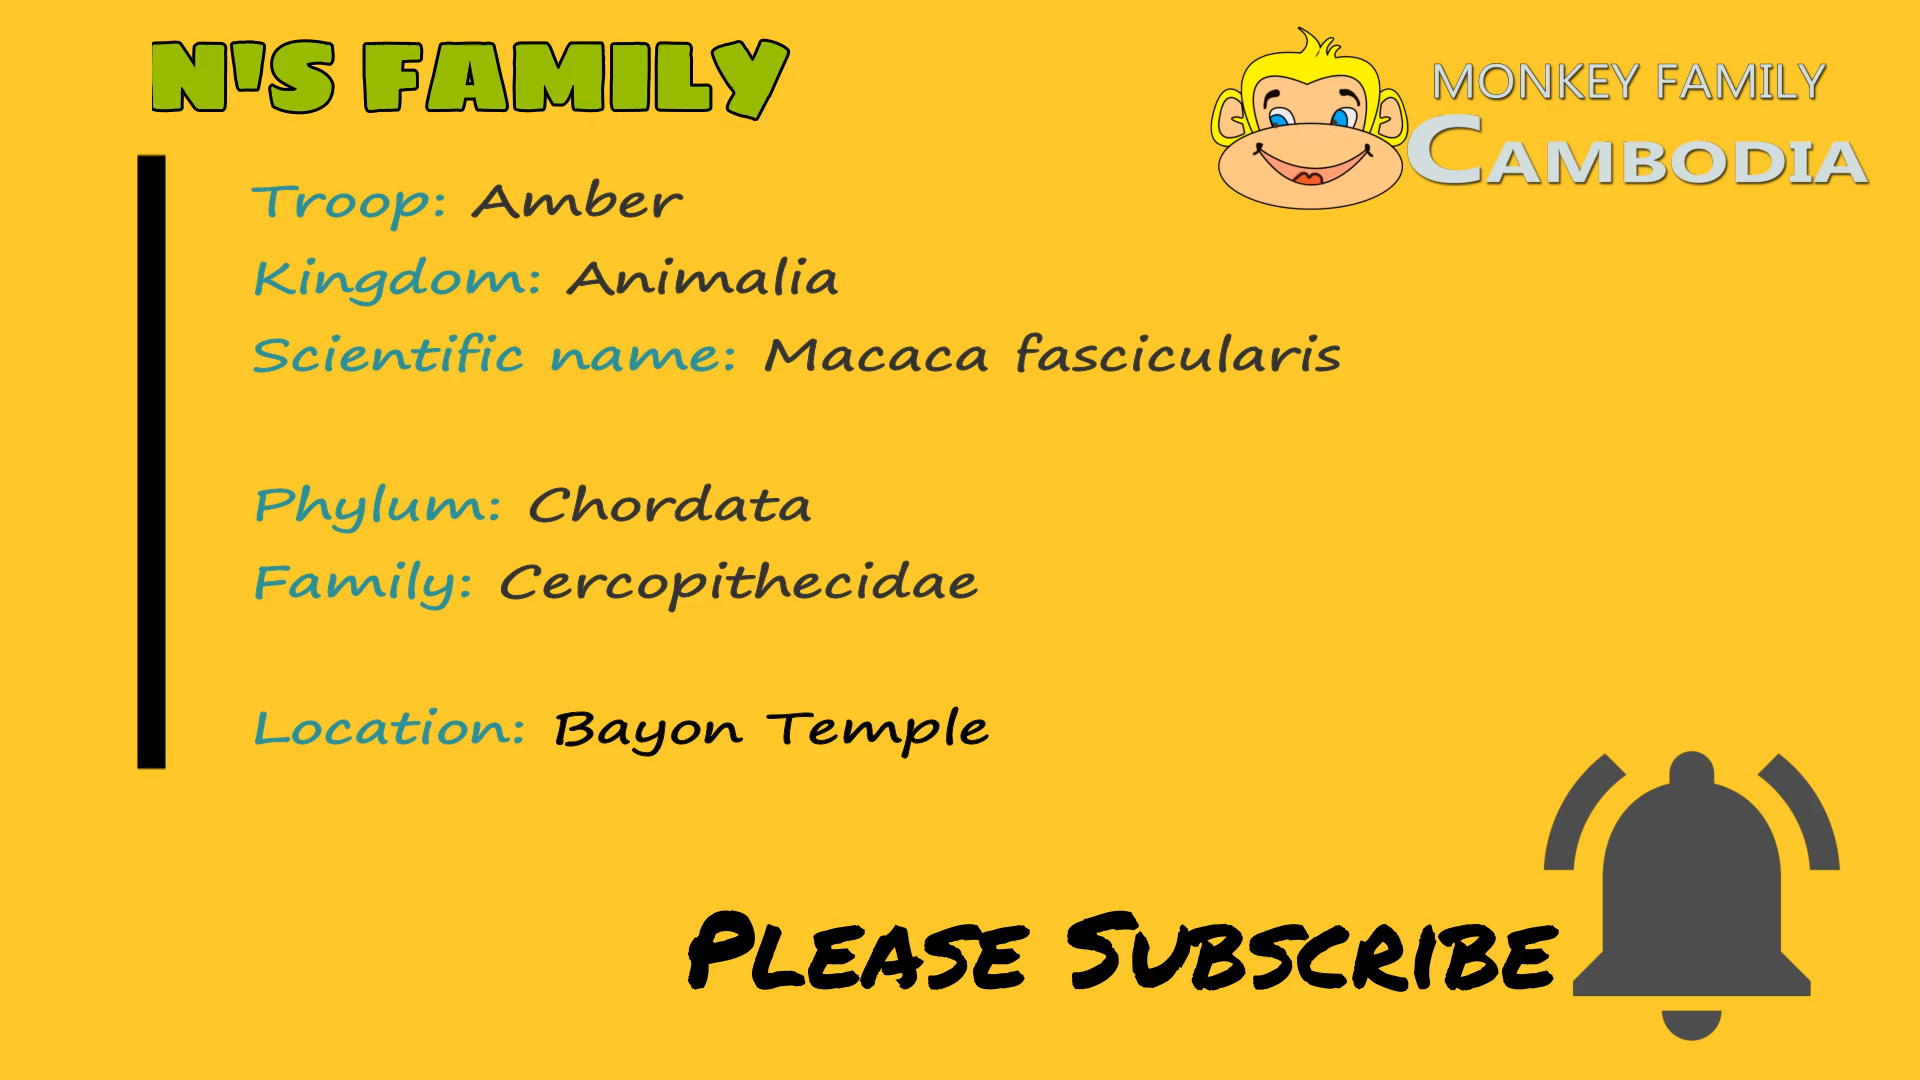 N'S FAMILY
MONKEY FAMILY
CAMBODIA
Troop: Amber
Kingdom: Animalia
Scientific name: Macaca fascicularis
Phylum: Chordata
Family: Cercopithecidae
Location: Bayon Temple
PLEASE SUBSCRIBE